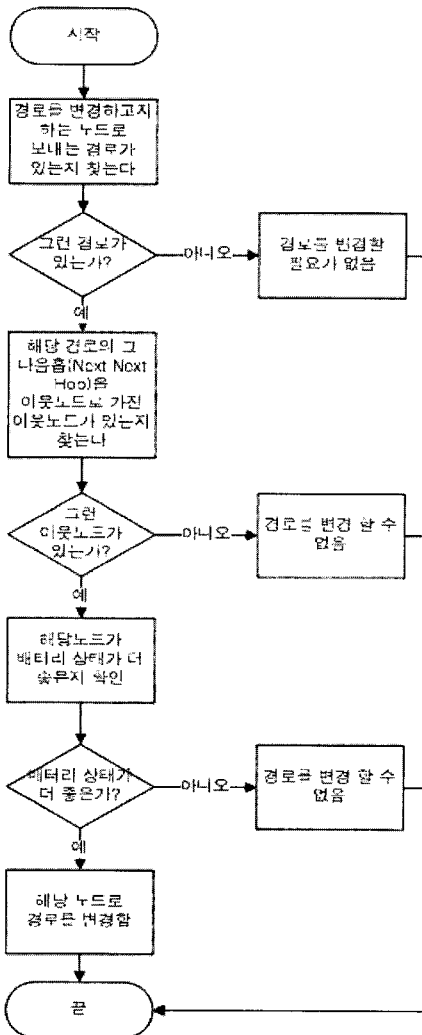 시작
경로를 변경하고자
하는 노드로
보내는 경로가
있는지 찾는다
그런 경로가
있는가?
아니오
경로를 변경할
필요가 없음
예
해당 경로의 그
다음홉(Next Next
Hop)을
이웃노드로 가진
이웃노드가 있는지
찾는다
그런
이웃노드가
있는가?
아니오
경로를 변경 할 수
없음
예
해당노드가
배터리 상태가 더
좋은지 확인
배터리 상태가
더 좋은가?
아니오
경로를 변경 할 수
없음
예
해당 노드로
경로를 변경함
끝